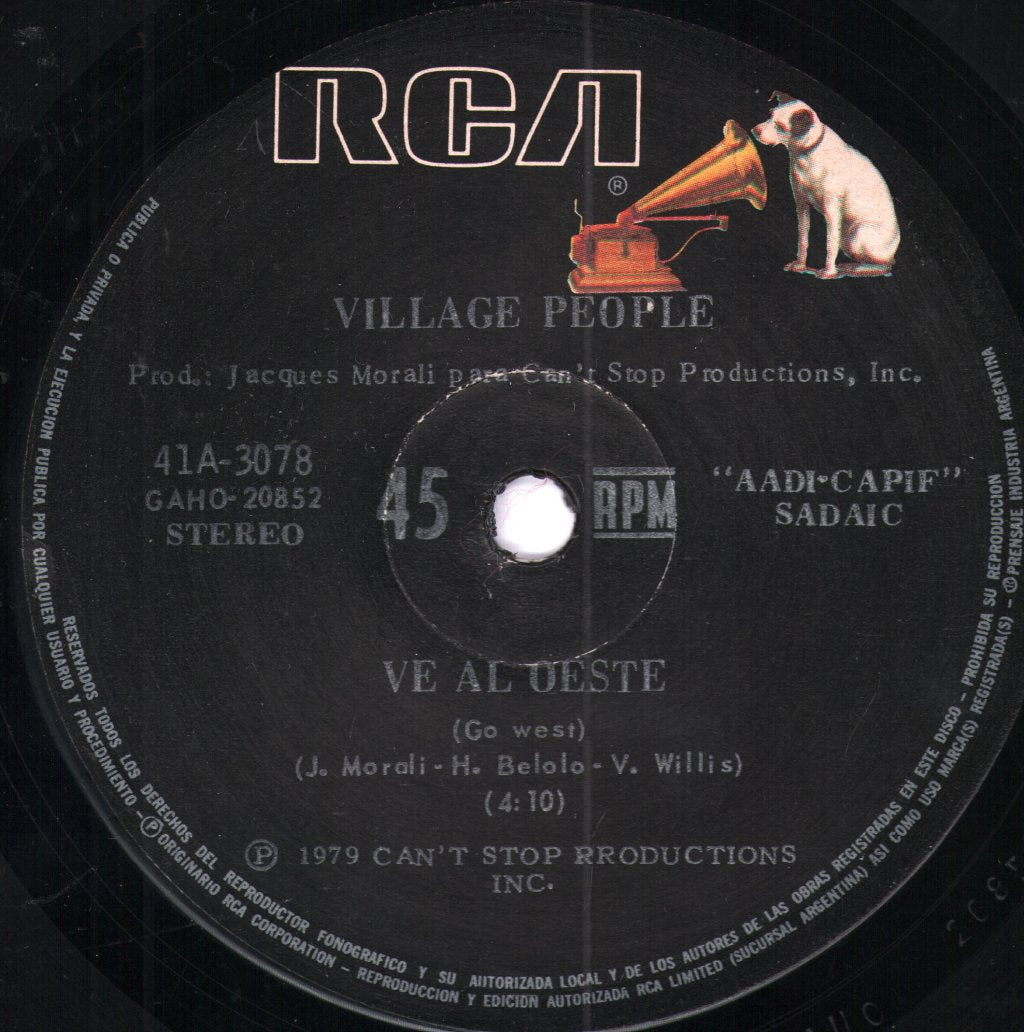 RCA
®
VILLAGE PEOPLE
Prod.: Jacques Morali para Can't Stop Productions, Inc.
41A-3078
GAHO-20852
STEREO
45 RPM
"AADI-CAPIF"
SADAIC
VE AL OESTE
(Go west)
(J. Morali - H. Belolo - V. Willis)
(4:10)
Ⓟ 1979 CAN'T STOP RRODUCTIONS
INC.
RESERVADOS TODOS LOS DERECHOS DEL REPRODUCTOR FONOGRAFICO Y SU AUTORIZADA LOCAL Y DE LOS AUTORES DE LAS OBRAS REGISTRADAS EN ESTE DISCO - PROHIBIDA SU REPRODUCCION
PUBLICA O PRIVADA, Y LA EJECUCION PUBLICA POR CUALQUIER USUARIO Y PROCEDIMIENTO - Ⓟ ORIGINARIO RCA CORPORATION - REPRODUCCION Y EDICION AUTORIZADA RCA LIMITED (SUCURSAL ARGENTINA) ASI COMO USO MARCA(S) REGISTRADA(S) - PRENSAJE INDUSTRIA ARGENTINA